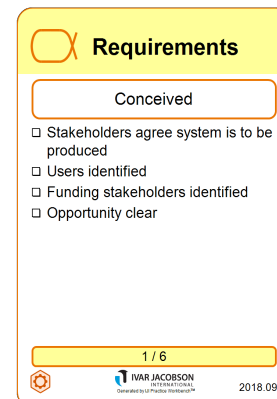 Requirements
Conceived
Stakeholders agree system is to be
produced
Users identified
Funding stakeholders identified
Opportunity clear
1 / 6
IVAR JACOBSON
INTERNATIONAL
Generated by IJI Practice Workbench™
2018.09